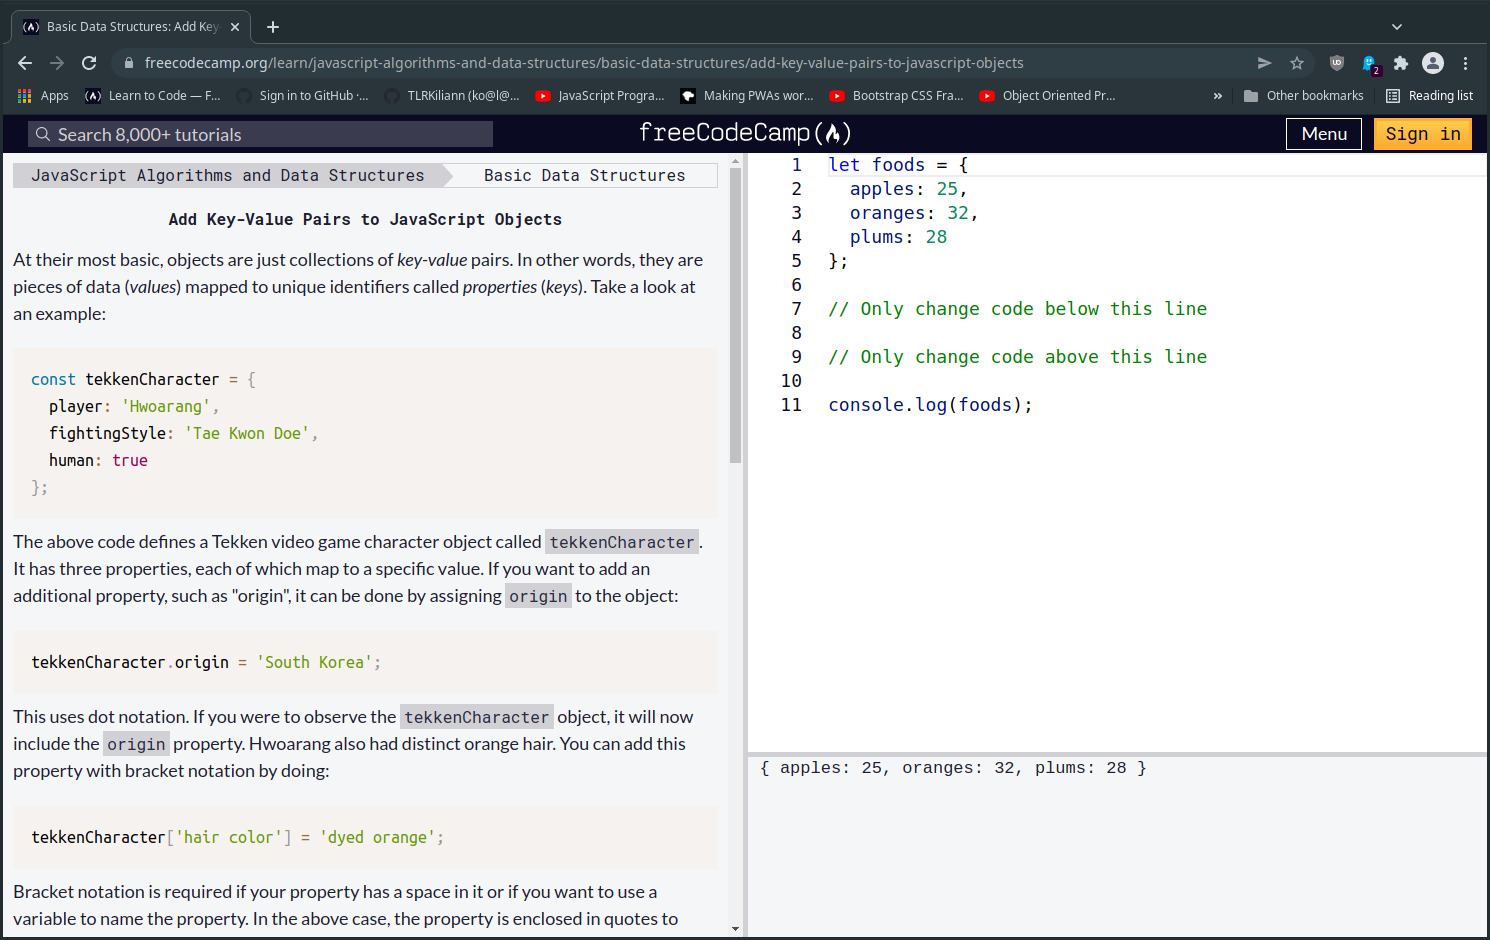 Basic Data Structures: Add Key-
freecodecamp.org/learn/javascript-algorithms-and-data-structures/basic-data-structures/add-key-value-pairs-to-javascript-objects
2
Apps
Learn to Code — F...
Sign in to GitHub ·...
TLRKiliann (ko@l@...
JavaScript Progra...
Making PWAs wor...
Bootstrap CSS Fra...
Object Oriented Pr...
»
Other bookmarks
Reading list
Search 8,000+ tutorials
freeCodeCamp
Menu
Sign in
JavaScript Algorithms and Data Structures
Basic Data Structures
Add Key-Value Pairs to JavaScript Objects
At their most basic, objects are just collections of key-value pairs. In other words, they are
pieces of data (values) mapped to unique identifiers called properties (keys). Take a look at
an example:
const tekkenCharacter = {
  player: 'Hwoarang',
  fightingStyle: 'Tae Kwon Doe',
  human: true
};
The above code defines a Tekken video game character object called tekkenCharacter.
It has three properties, each of which map to a specific value. If you want to add an
additional property, such as "origin", it can be done by assigning origin to the object:
tekkenCharacter.origin = 'South Korea';
This uses dot notation. If you were to observe the tekkenCharacter object, it will now
include the origin property. Hwoarang also had distinct orange hair. You can add this
property with bracket notation by doing:
tekkenCharacter['hair color'] = 'dyed orange';
Bracket notation is required if your property has a space in it or if you want to use a
variable to name the property. In the above case, the property is enclosed in quotes to
1 let foods = {
2   apples: 25,
3   oranges: 32,
4   plums: 28
5 };
6
7 // Only change code below this line
8
9 // Only change code above this line
10
11 console.log(foods);
{ apples: 25, oranges: 32, plums: 28 }